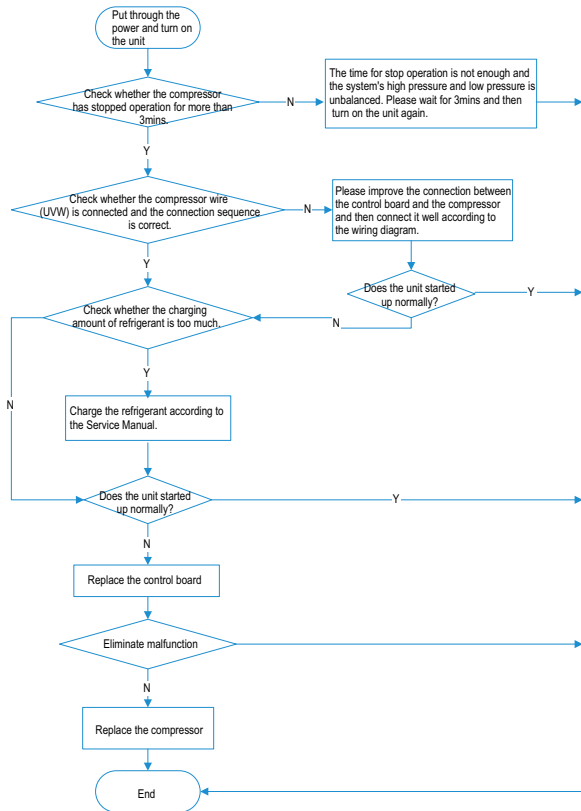 Put through the
power and turn on
the unit
Check whether the compressor
has stopped operation for more than
3mins.
N
The time for stop operation is not enough and
the system's high pressure and low pressure is
unbalanced. Please wait for 3mins and then
turn on the unit again.
Y
Check whether the compressor wire
(UVW) is connected and the connection sequence
is correct.
N
Please improve the connection between
the control board and the compressor
and then connect it well according to
the wiring diagram.
Y
Does the unit started
up normally?
Y
N
Check whether the charging
amount of refrigerant is too much.
Y
N
Charge the refrigerant according to
the Service Manual.
Does the unit started
up normally?
Y
N
Replace the control board
Eliminate malfunction
N
Replace the compressor
End